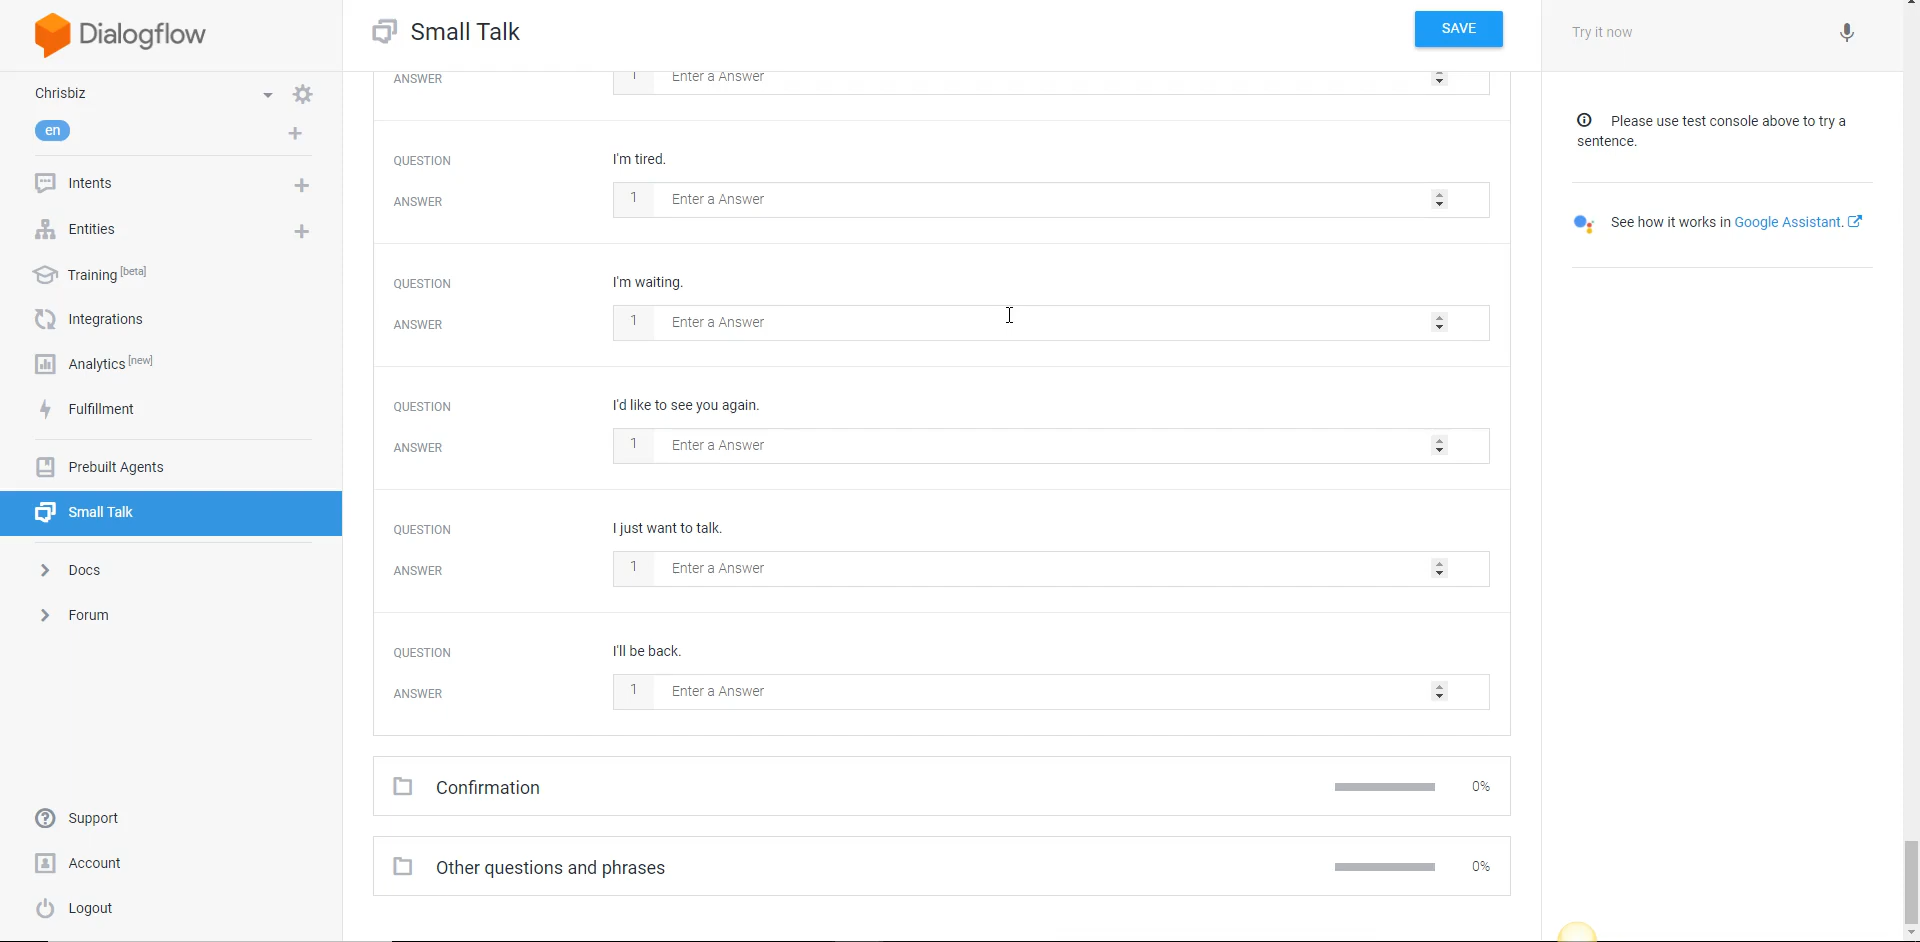 Dialogflow
Small Talk
SAVE
Try it now
Chrisbiz
en
Intents
Entities
Training [beta]
Integrations
Analytics [new]
Fulfillment
Prebuilt Agents
Small Talk
Docs
Forum
Support
Account
Logout
ANSWER 1 Enter a Answer
QUESTION I'm tired.
ANSWER 1 Enter a Answer
QUESTION I'm waiting.
ANSWER 1 Enter a Answer
QUESTION I'd like to see you again.
ANSWER 1 Enter a Answer
QUESTION I just want to talk.
ANSWER 1 Enter a Answer
QUESTION I'll be back.
ANSWER 1 Enter a Answer
Confirmation 0%
Other questions and phrases 0%
Please use test console above to try a
sentence.
See how it works in Google Assistant.